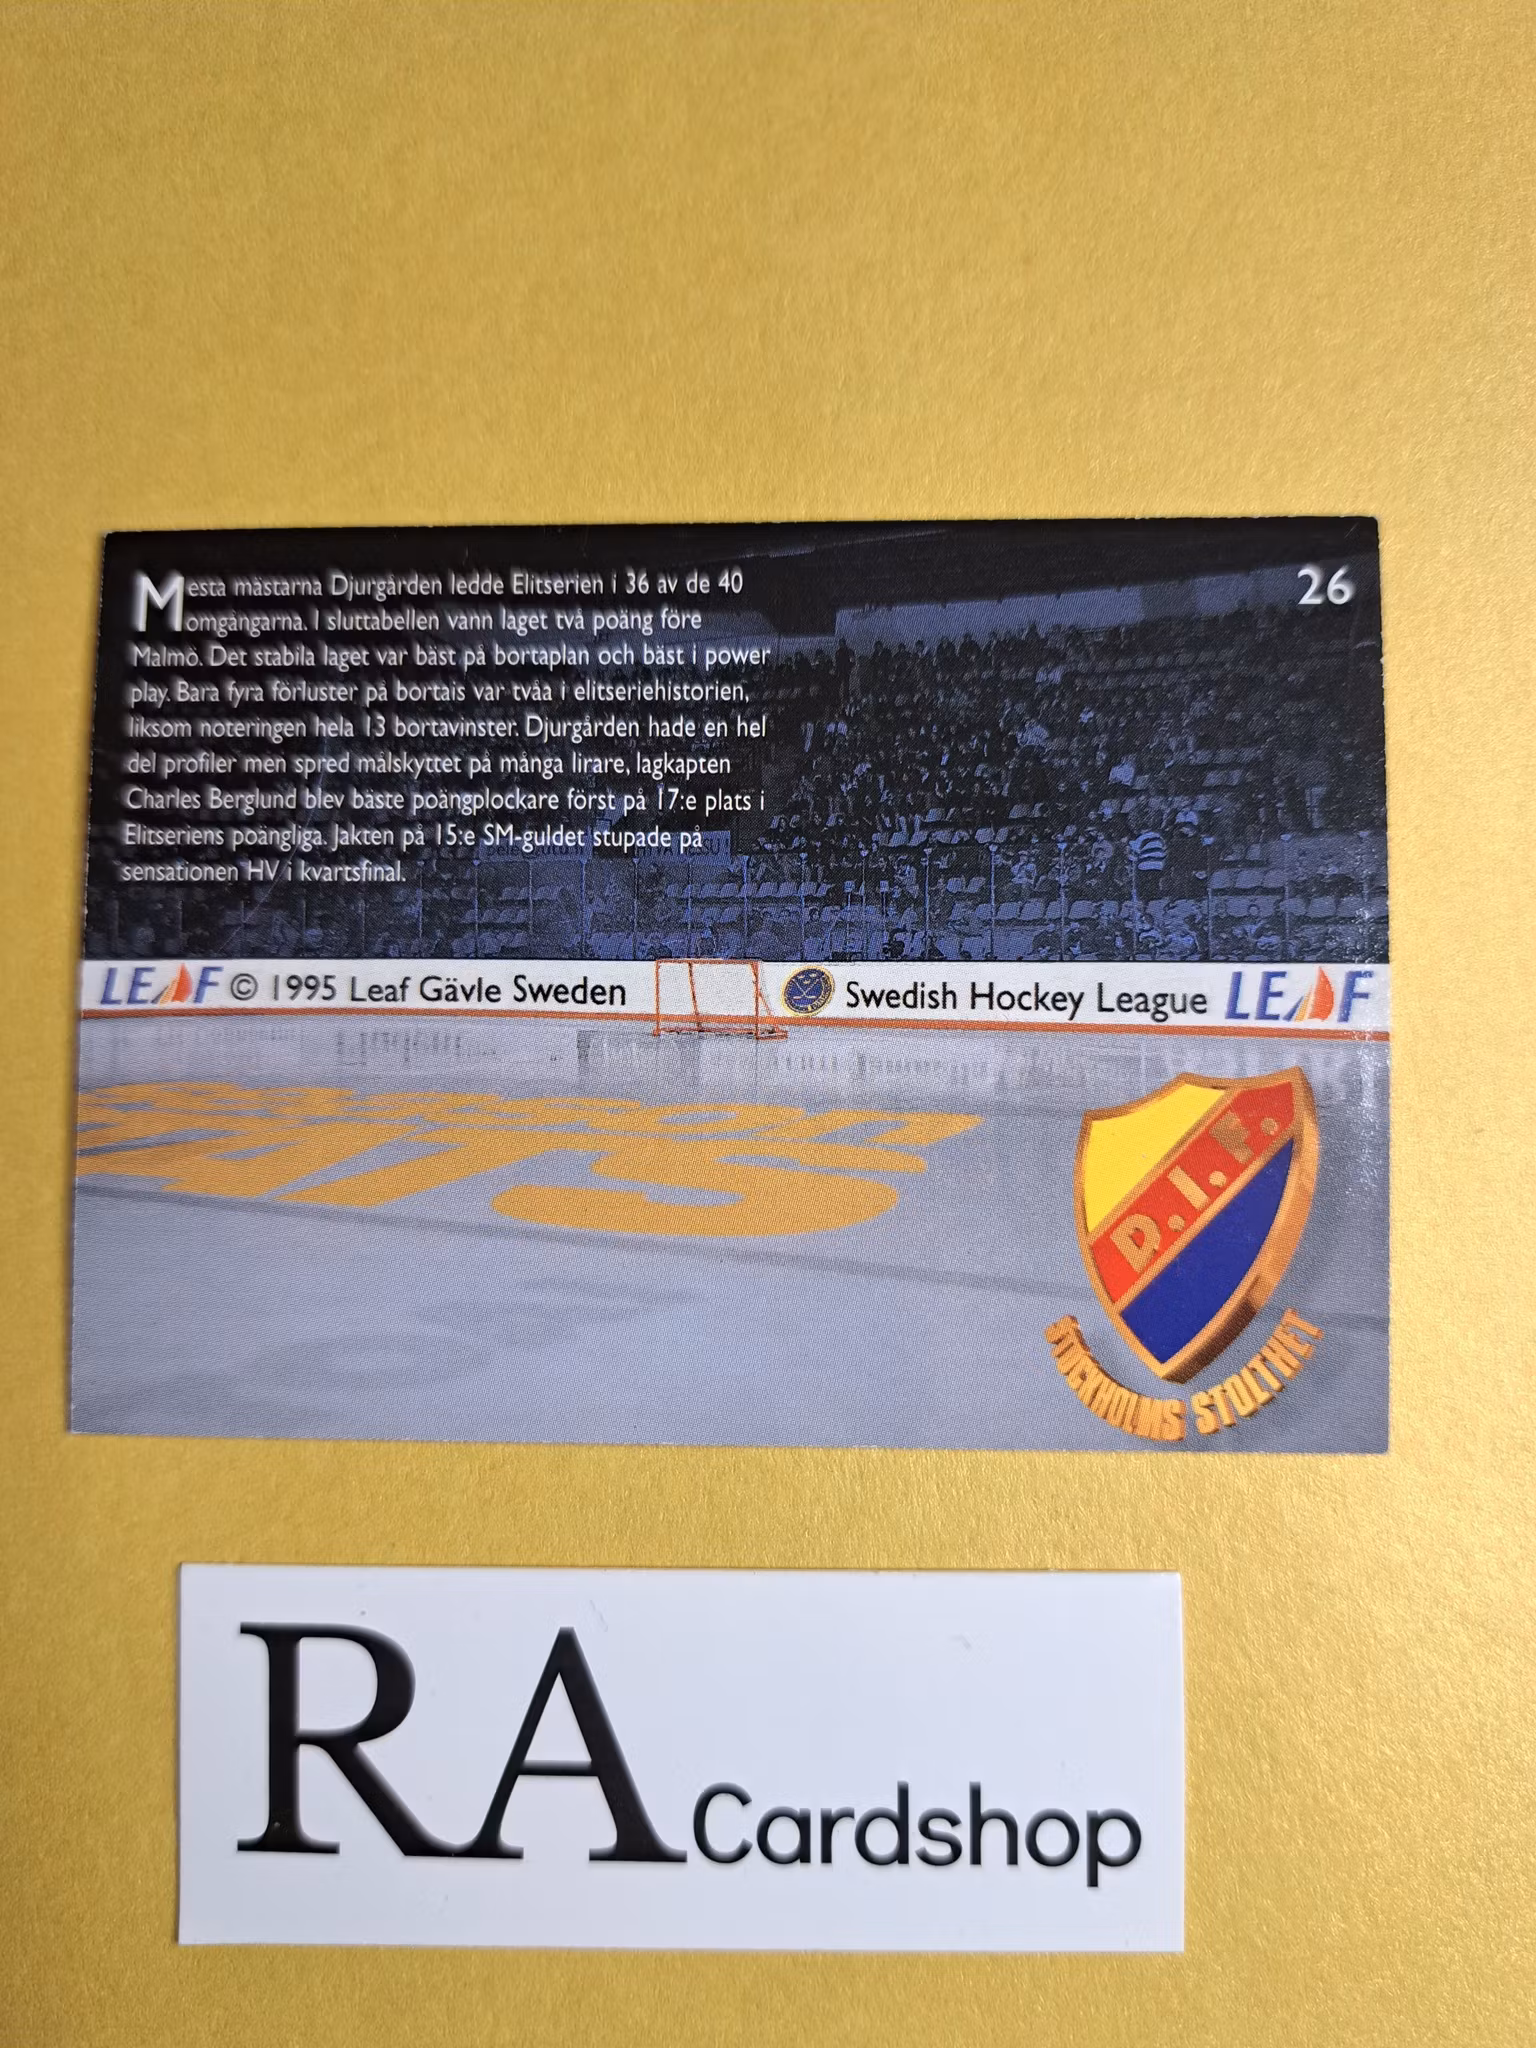 26
Mesta mästarna Djurgården ledde Elitserien i 36 av de 40
omgångarna. I sluttabellen vann laget två poäng före
Malmö. Det stabila laget var bäst på bortaplan och bäst i power
play. Bara fyra förluster på bortais var tvåa i elitseriehistorien,
liksom noteringen hela 13 bortavinster. Djurgården hade en hel
del profiler men spred målskyttet på många lirare, lagkapten
Charles Berglund blev bäste poängplockare först på 17:e plats i
Elitseriens poängliga. Jakten på 15:e SM-guldet stupade på
sensationen HV i kvartsfinal.
LEAF © 1995 Leaf Gävle Sweden Swedish Hockey League LEAF
D.I.F.
STOCKHOLMS STOLTHET
RA Cardshop